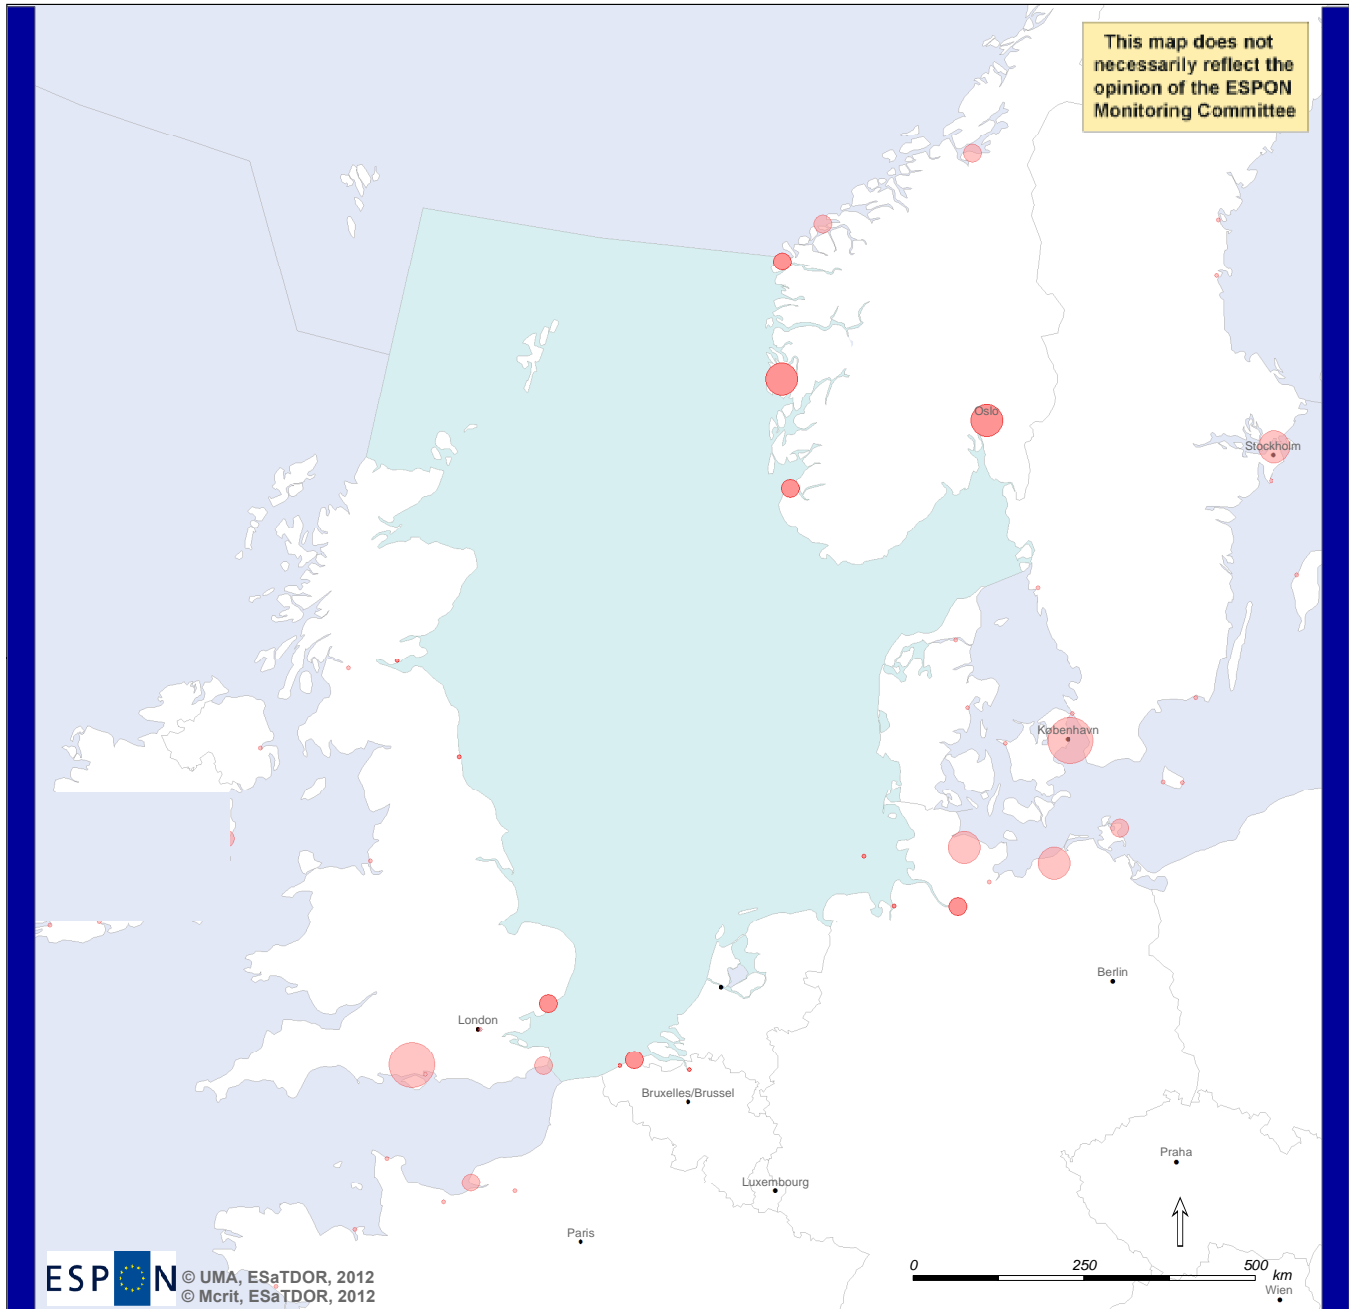 This map does not
necessarily reflect the
opinion of the ESPON
Monitoring Committee
Oslo
Stockholm
København
Berlin
London
Bruxelles/Brussel
Praha
Luxembourg
Paris
0 250 500 km
Wien
ESPON
© UMA, ESaTDOR, 2012
© Mcrit, ESaTDOR, 2012